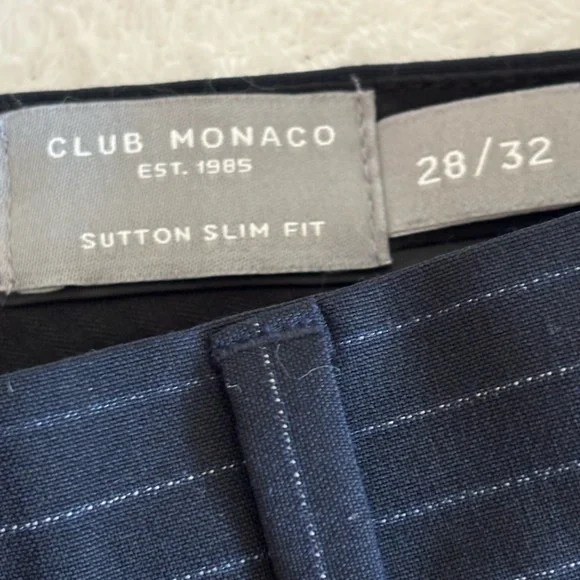 CLUB MONACO
EST. 1985
SUTTON SLIM FIT
28/32